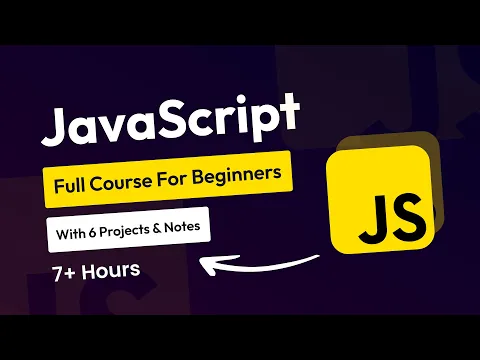 JavaScript
Full Course For Beginners
With 6 Projects & Notes
7+ Hours
JS